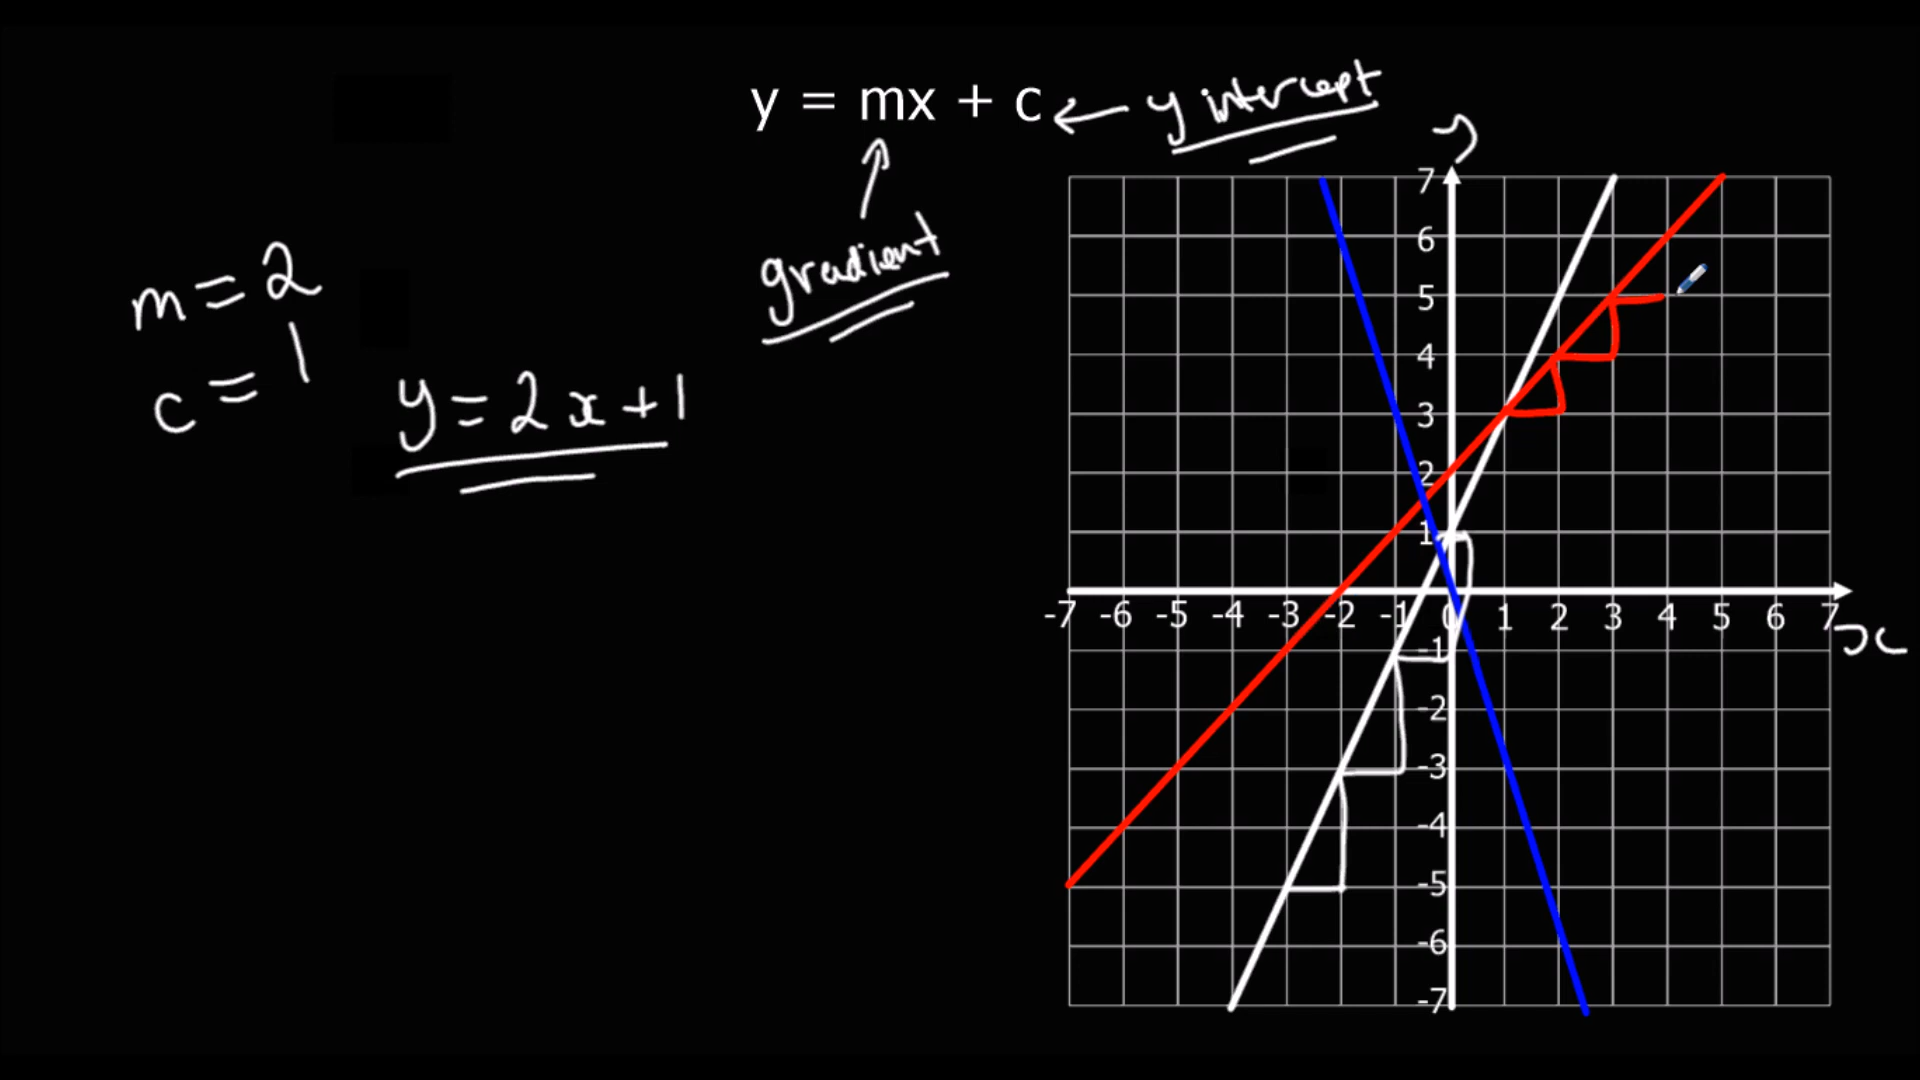 y = mx + c ← y intercept
gradient
m = 2
c = 1
y = 2x + 1
y
7
6
5
4
3
2
1
-7 -6 -5 -4 -3 -2 -1 0 1 2 3 4 5 6 7
x
-1
-2
-3
-4
-5
-6
-7